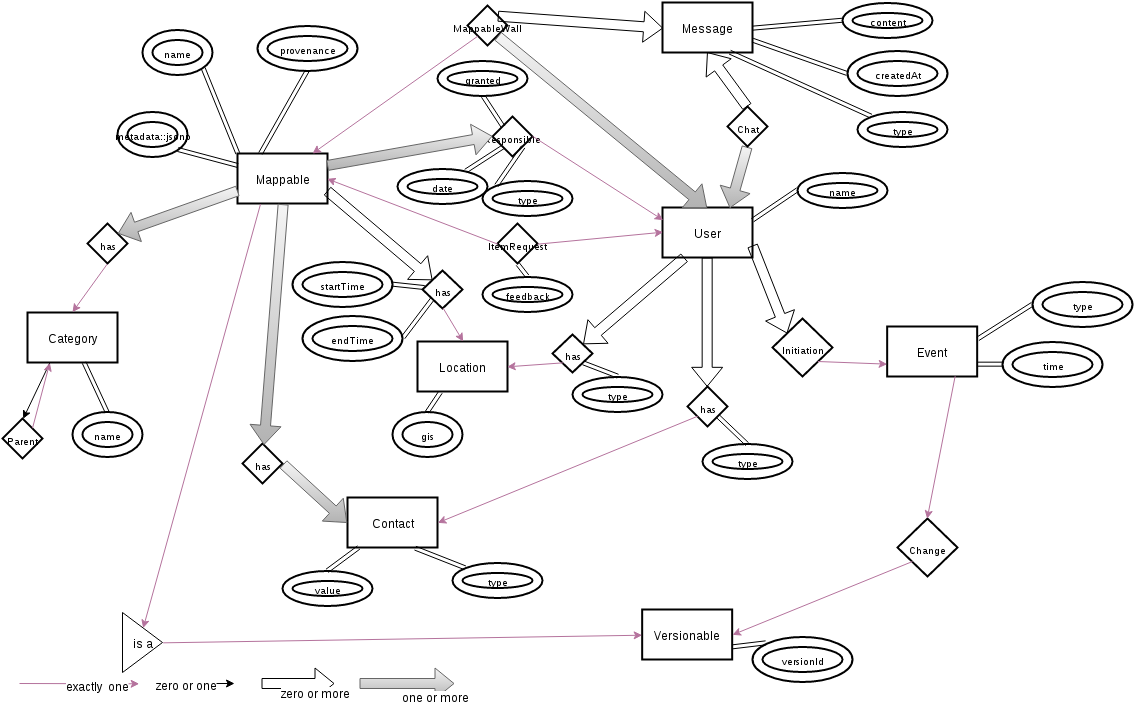 MappableWall
Message
content
name
provenance
createdAt
granted
metadata::jsonb
Responsible
Chat
type
Mappable
date
type
name
has
ItemRequest
User
startTime
has
feedback
type
endTime
Category
Location
has
Initiation
Event
time
type
Parent
name
gis
has
type
has
Contact
value
type
Change
is a
Versionable
versionId
exactly one
zero or one
zero or more
one or more